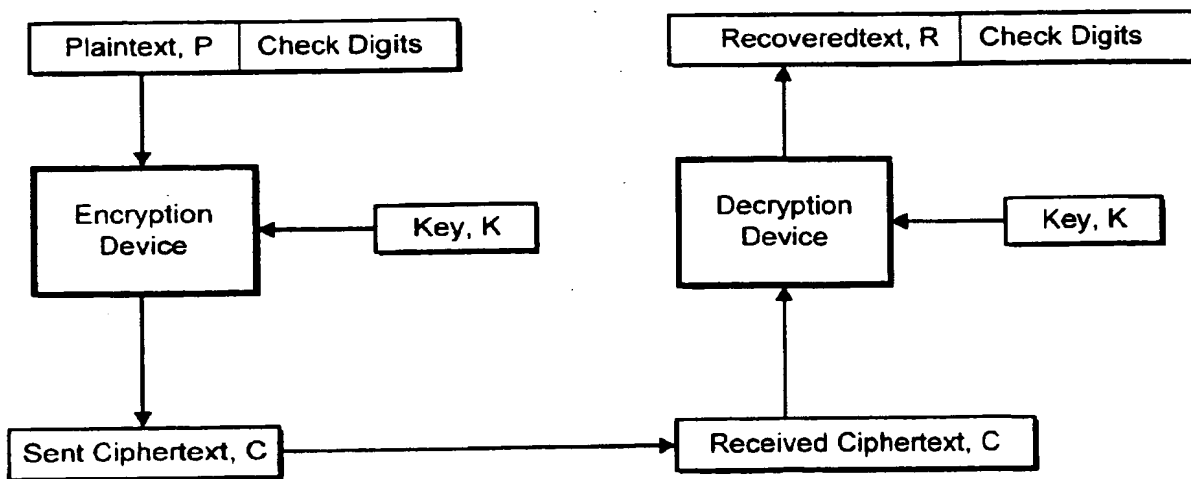 Plaintext, P Check Digits
Recoveredtext, R Check Digits
Encryption
Device
Key, K
Decryption
Device
Key, K
Sent Ciphertext, C
Received Ciphertext, C